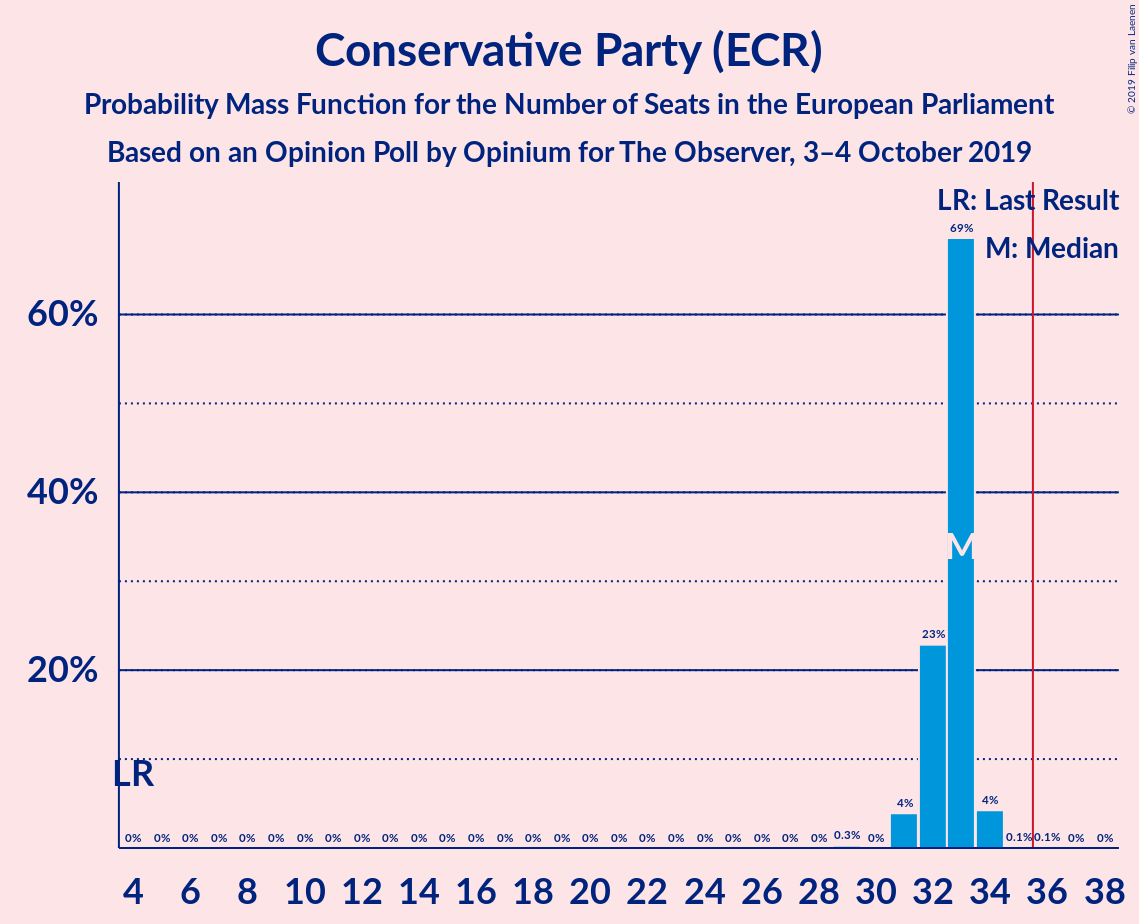 Conservative Party (ECR)
Probability Mass Function for the Number of Seats in the European Parliament
Based on an Opinion Poll by Opinium for The Observer, 3–4 October 2019
© 2019 Filip van Laenen
LR: Last Result
M: Median
69%
60%
40%
M
23%
20%
LR
4% 4%
0% 0% 0% 0% 0% 0% 0% 0% 0% 0% 0% 0% 0% 0% 0% 0% 0% 0% 0% 0% 0% 0% 0% 0% 0% 0.3% 0% 0.1% 0.1% 0% 0%
4 6 8 10 12 14 16 18 20 22 24 26 28 30 32 34 36 38